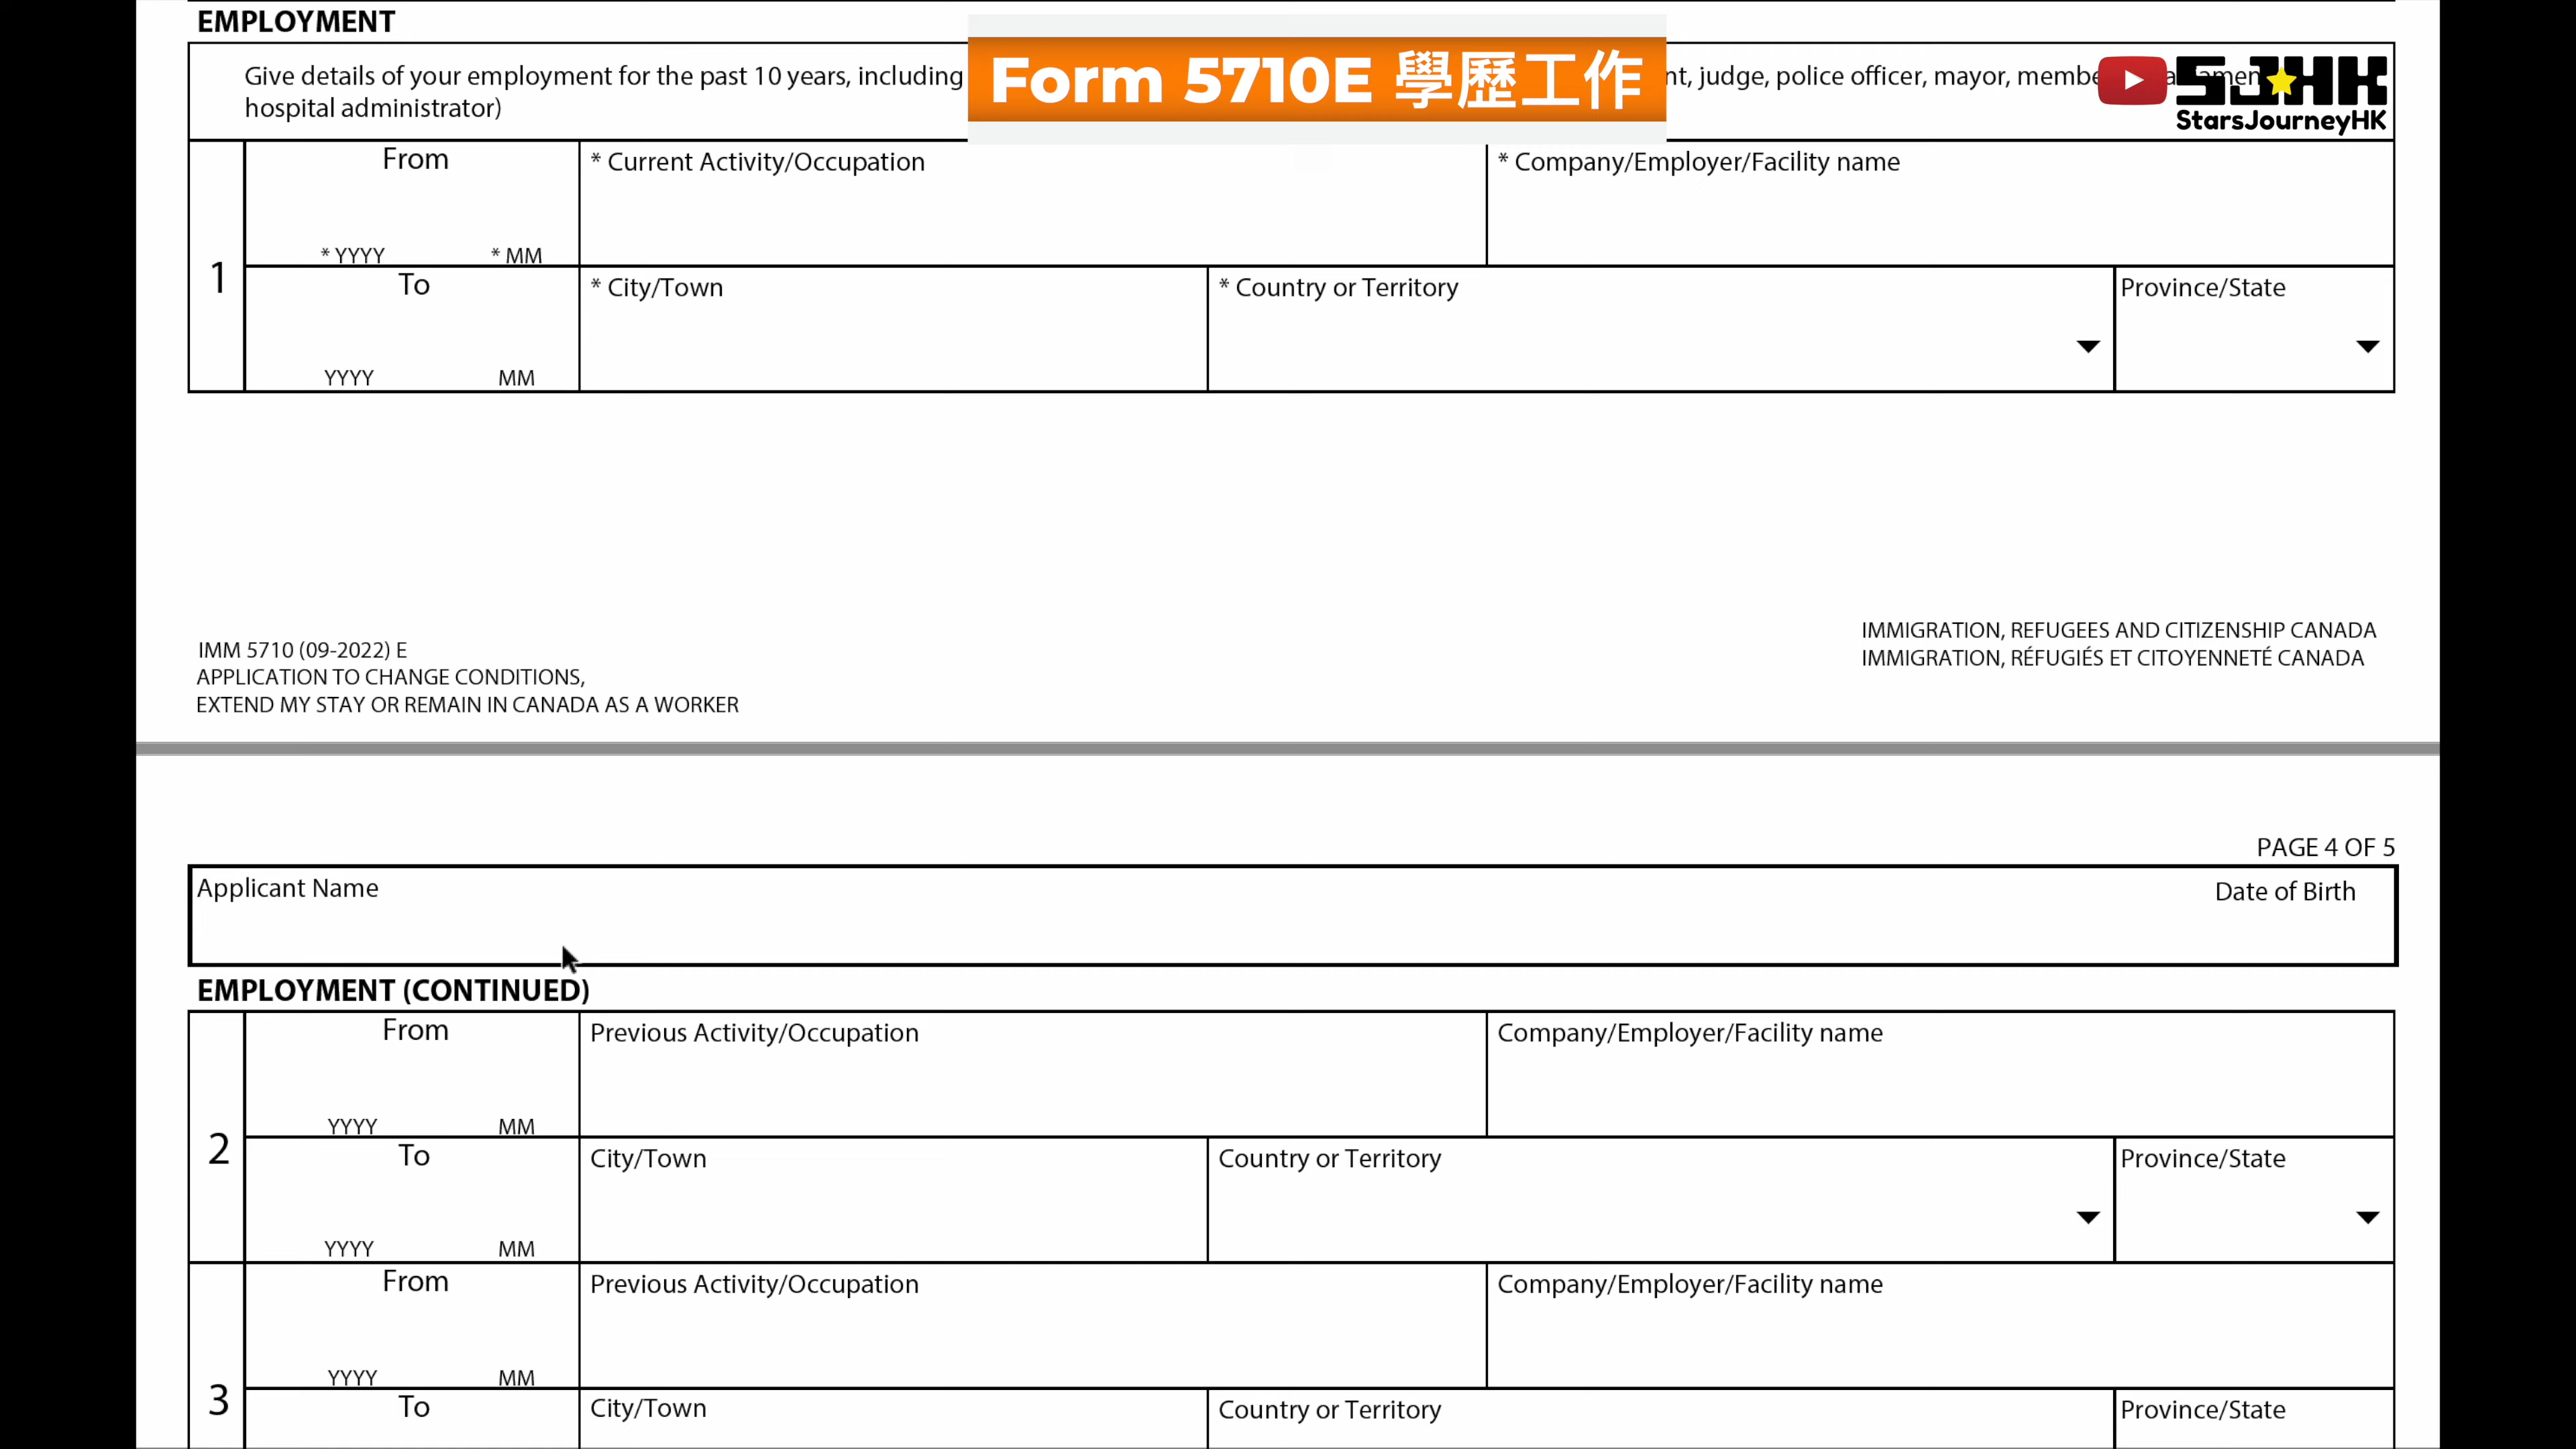 EMPLOYMENT
Form 5710E 學歷工作
Give details of your employment for the past 10 years, including judge, police officer, mayor,
SJHK
StarsJourneyHK
hospital administrator)
1
From
* YYYY * MM
* Current Activity/Occupation
* Company/Employer/Facility name
To
YYYY MM
* City/Town
* Country or Territory
Province/State
IMM 5710 (09-2022) E
APPLICATION TO CHANGE CONDITIONS,
EXTEND MY STAY OR REMAIN IN CANADA AS A WORKER
IMMIGRATION, REFUGEES AND CITIZENSHIP CANADA
IMMIGRATION, RÉFUGIÉS ET CITOYENNETÉ CANADA
PAGE 4 OF 5
Applicant Name
Date of Birth
EMPLOYMENT (CONTINUED)
2
From
YYYY MM
Previous Activity/Occupation
Company/Employer/Facility name
To
YYYY MM
City/Town
Country or Territory
Province/State
3
From
YYYY MM
Previous Activity/Occupation
Company/Employer/Facility name
To
City/Town
Country or Territory
Province/State